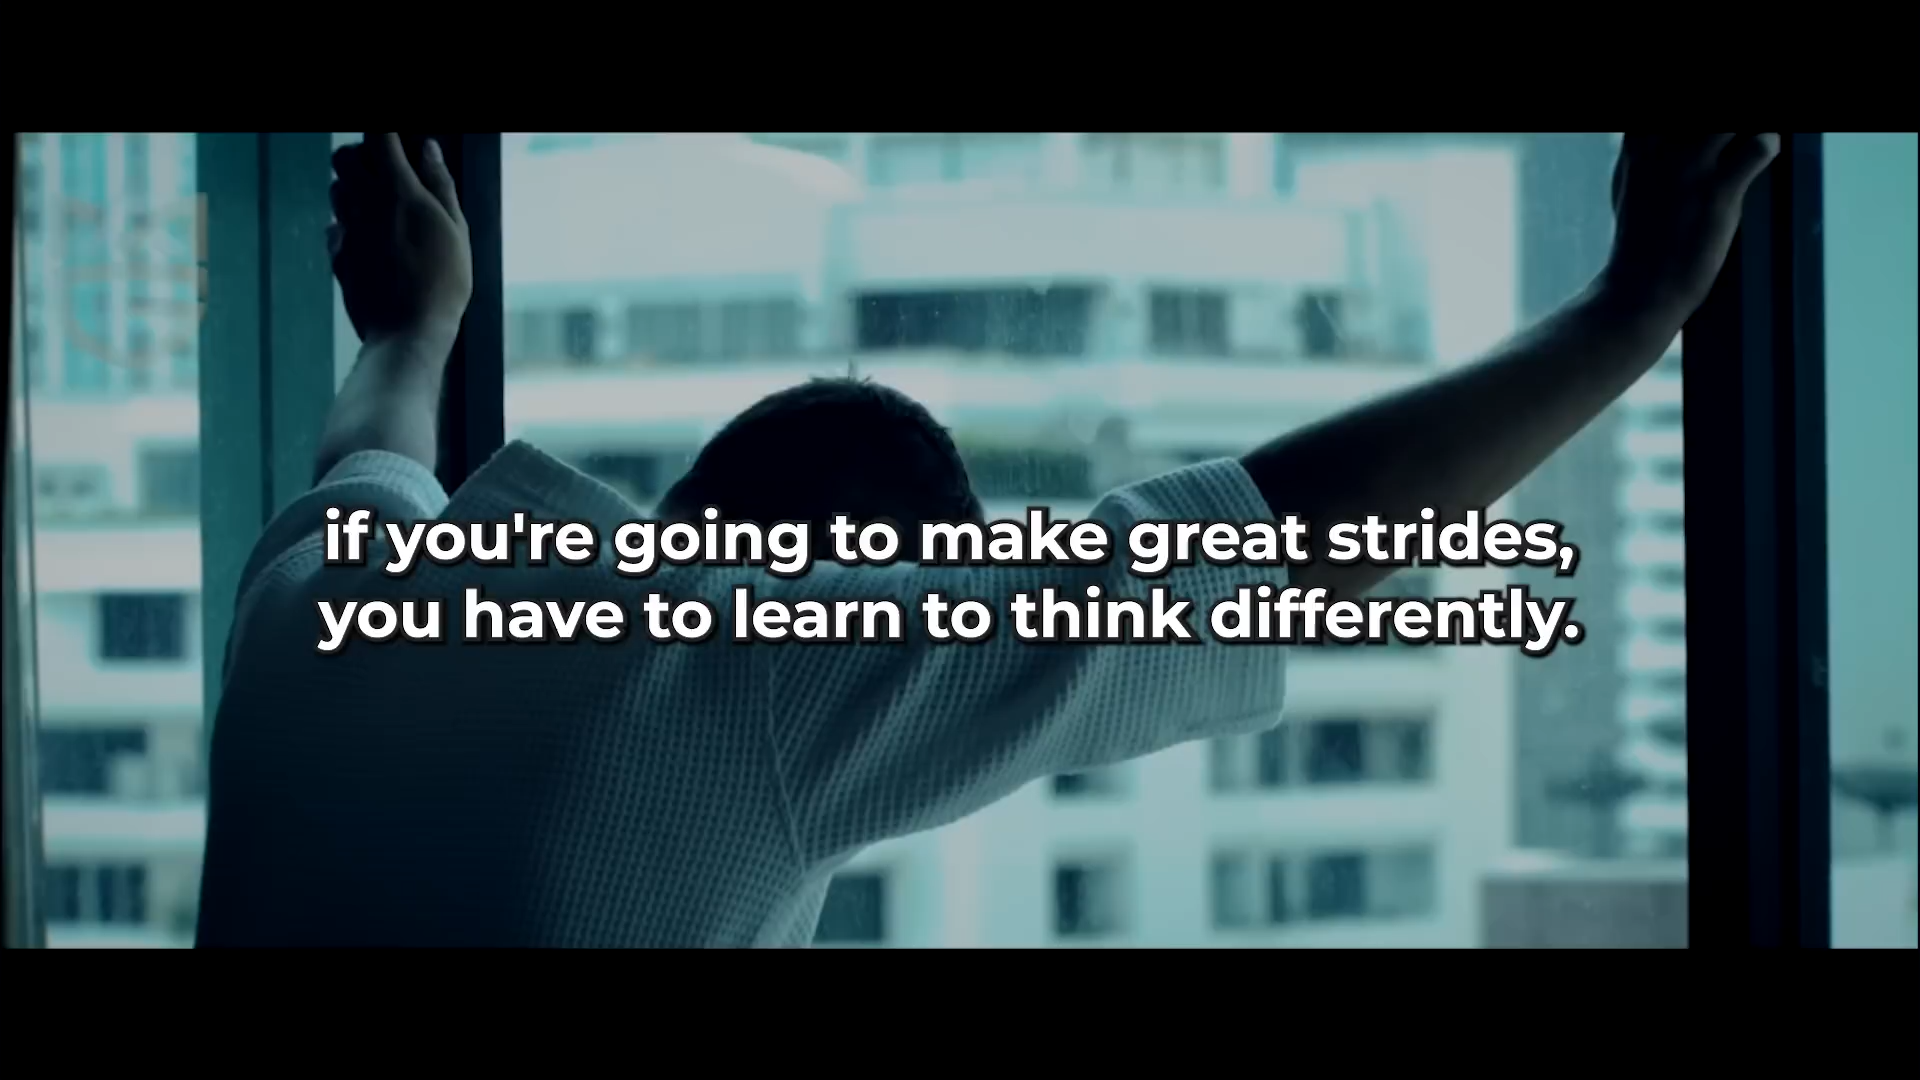 if you're going to make great strides,
you have to learn to think differently.